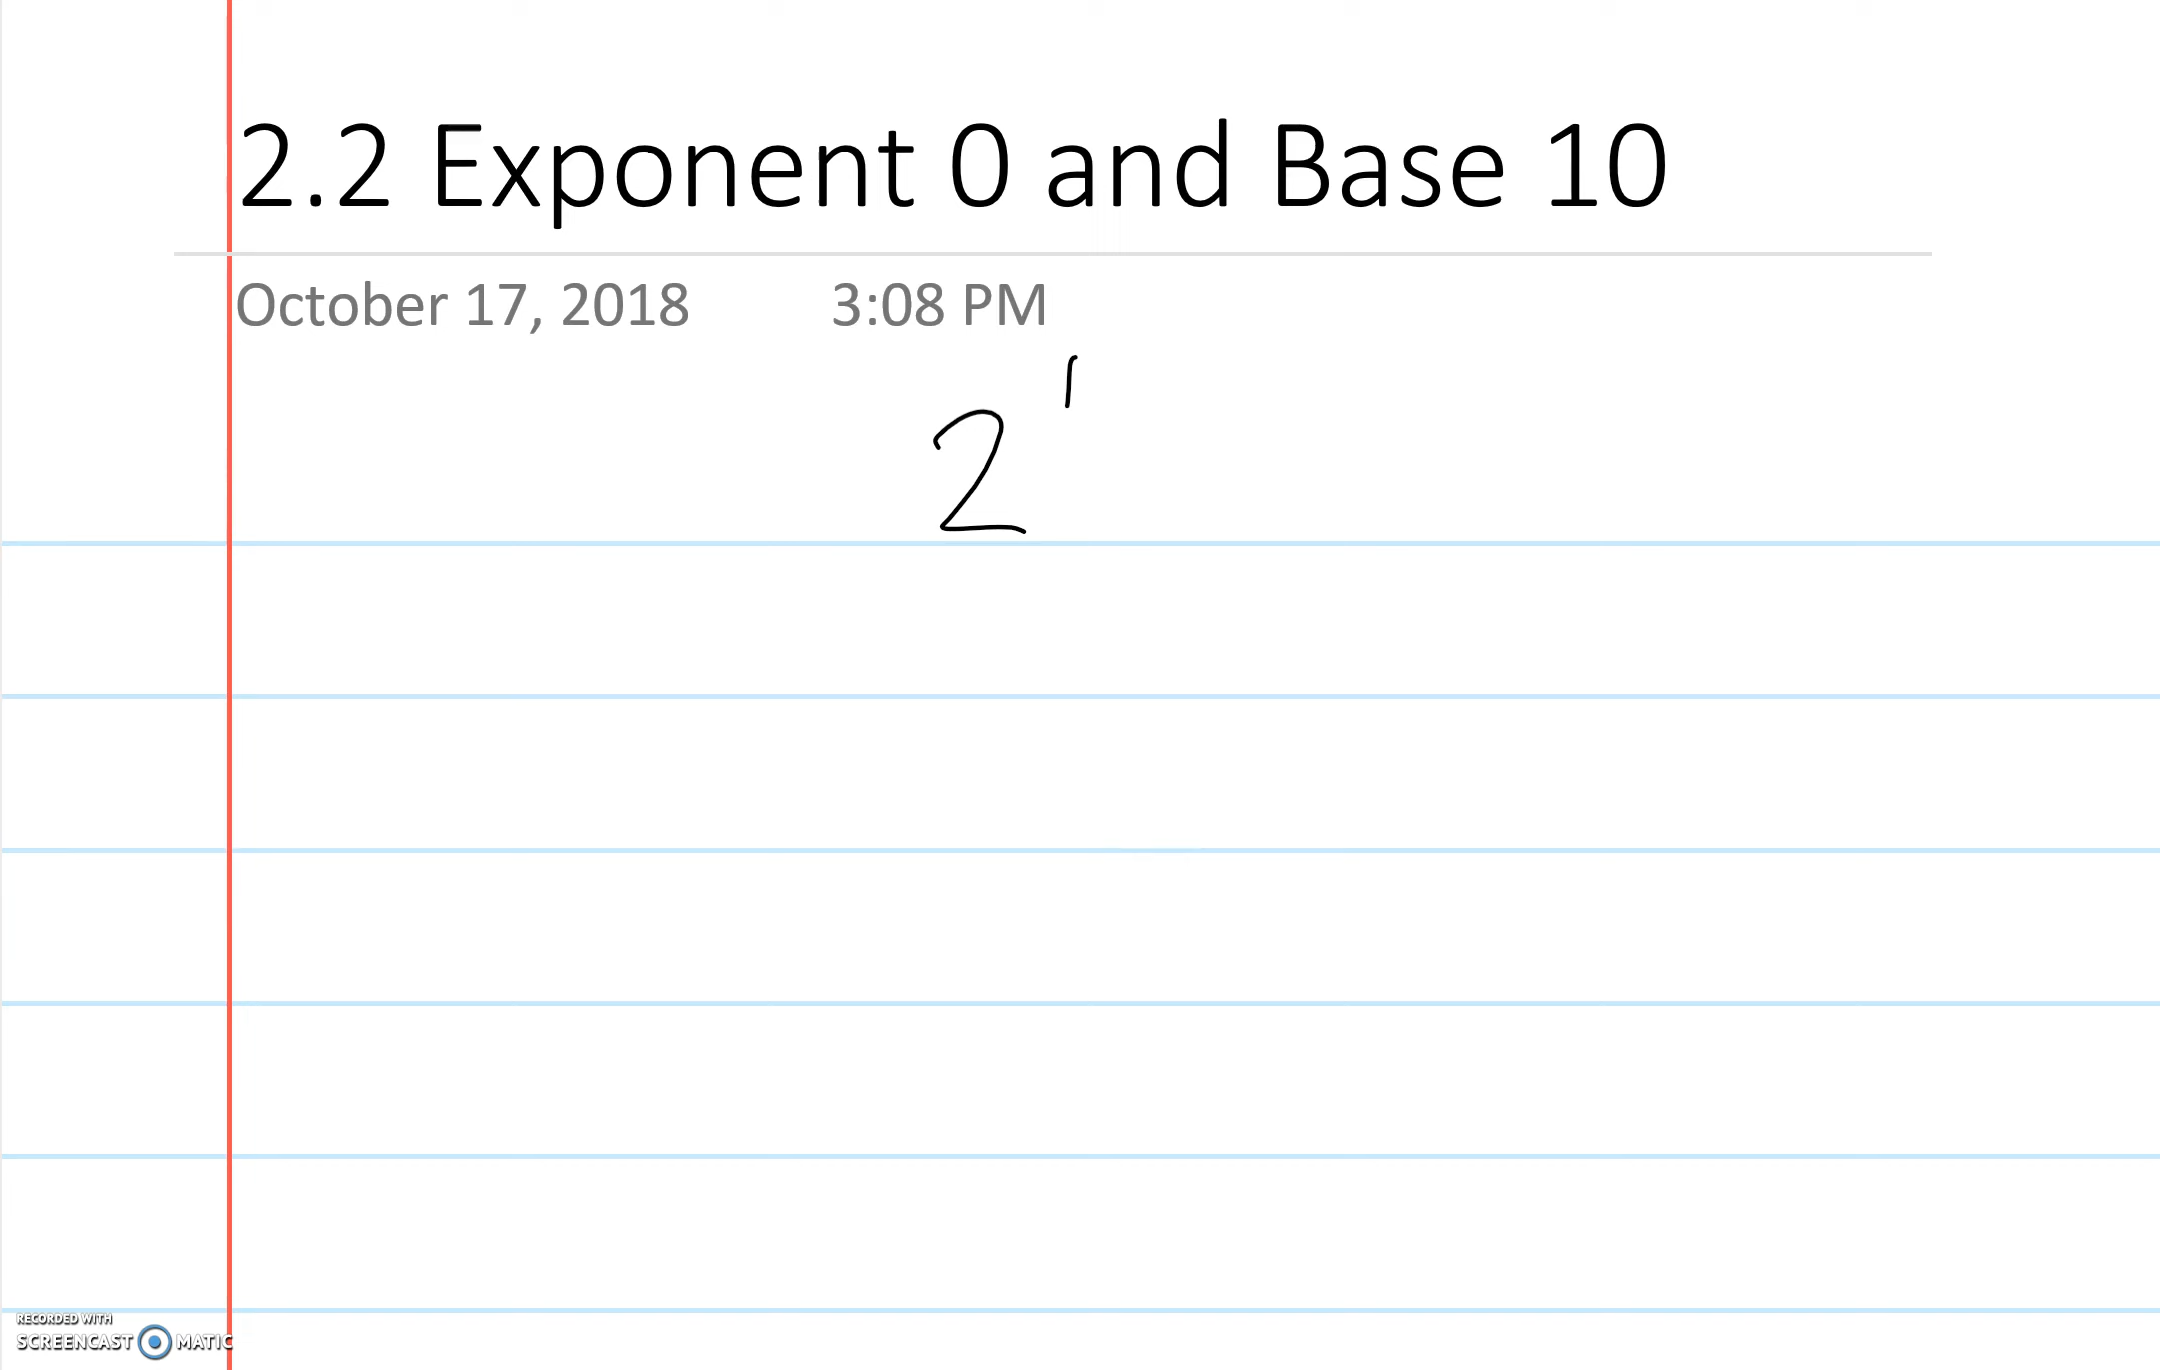 2.2 Exponent 0 and Base 10
October 17, 2018 3:08 PM
2¹
RECORDED WITH
SCREENCAST MATIC